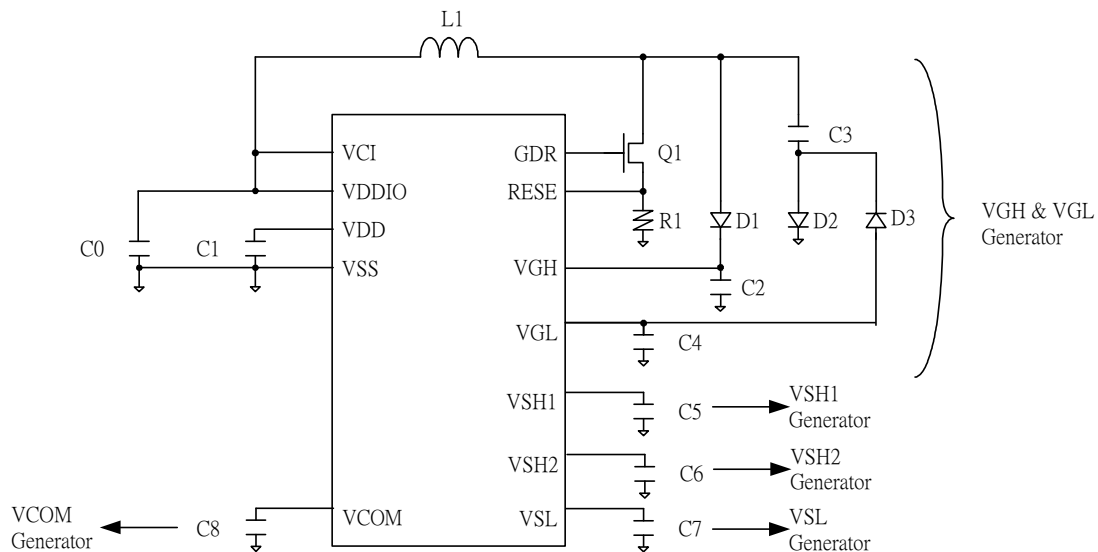 L1
VCI
GDR
Q1
C3
VDDIO
RESE
VDD
R1
D1
D2
D3
VGH & VGL
Generator
C0
C1
VSS
VGH
C2
VGL
C4
VSH1
C5
VSH1
Generator
VSH2
C6
VSH2
Generator
VCOM
Generator
C8
VCOM
VSL
C7
VSL
Generator